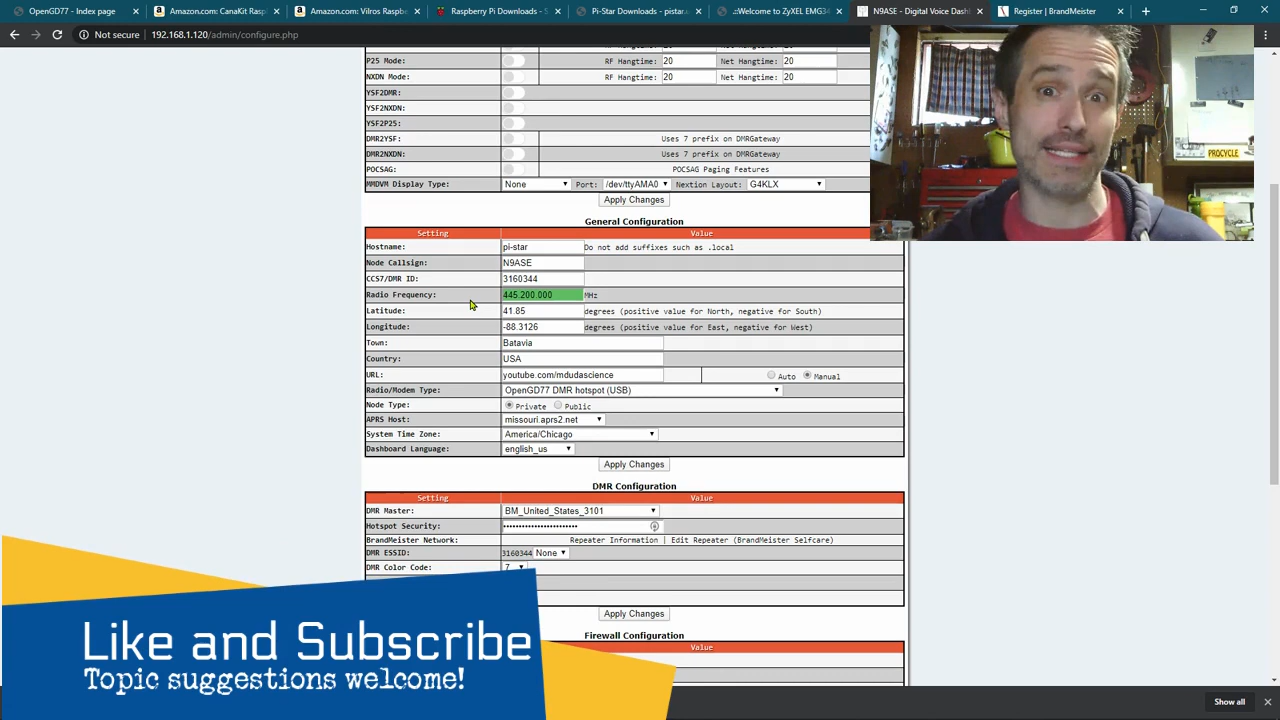 OpenGD77 - Index page
Amazon.com: CanaKit Rasp
Amazon.com: Vilros Raspb
Raspberry Pi Downloads - S
Pi-Star Downloads - pistar.
.::Welcome to ZyXEL EMG34
N9ASE - Digital Voice Dash
Register | BrandMeister
Not secure | 192.168.1.120/admin/configure.php
P25 Mode: RF Hangtime: 20 Net Hangtime: 20
NXDN Mode: RF Hangtime: 20 Net Hangtime: 20
YSF2DMR:
YSF2NXDN:
YSF2P25:
DMR2YSF: Uses 7 prefix on DMRGateway
DMR2NXDN: Uses 7 prefix on DMRGateway
POCSAG: POCSAG Paging Features
MMDVM Display Type: None Port: /dev/ttyAMA0 Nextion Layout: G4KLX
Apply Changes
General Configuration
Setting Value
Hostname: pi-star Do not add suffixes such as .local
Node Callsign: N9ASE
CCS7/DMR ID: 3160344
Radio Frequency: 445.200.000 MHz
Latitude: 41.85 degrees (positive value for North, negative for South)
Longitude: -88.3126 degrees (positive value for East, negative for West)
Town: Batavia
Country: USA
URL: youtube.com/mdudascience Auto Manual
Radio/Modem Type: OpenGD77 DMR hotspot (USB)
Node Type: Private Public
APRS Host: missouri.aprs2.net
System Time Zone: America/Chicago
Dashboard Language: english_us
Apply Changes
DMR Configuration
Setting Value
DMR Master: BM_United_States_3101
Hotspot Security: •••••••••••••••••••••••
BrandMeister Network: Repeater Information | Edit Repeater (BrandMeister Selfcare)
DMR ESSID: 3160344 None
DMR Color Code: 7
Apply Changes
Firewall Configuration
Value
PROCYCLE
Like and Subscribe
Topic suggestions welcome!
Show all